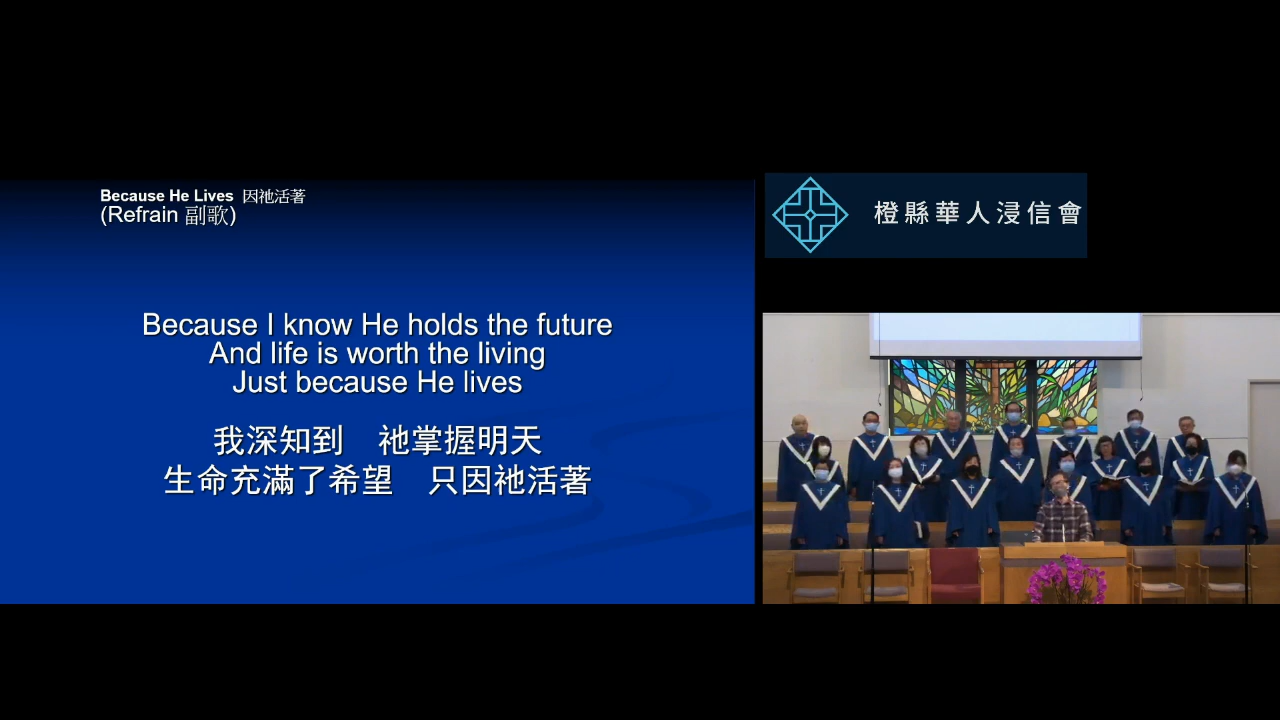 Because He Lives 因祂活著
(Refrain 副歌)
Because I know He holds the future
And life is worth the living
Just because He lives
我深知到 祂掌握明天
生命充滿了希望 只因祂活著
橙縣華人浸信會